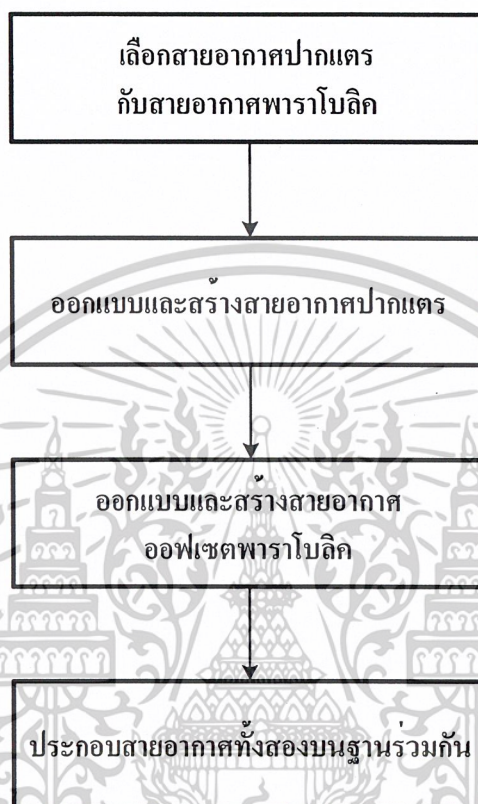 เลือกสายอากาศปากแตร
กับสายอากาศพาราโบลิค
ออกแบบและสร้างสายอากาศปากแตร
ออกแบบและสร้างสายอากาศ
ออฟเซตพาราโบลิค
ประกอบสายอากาศทั้งสองบนฐานร่วมกัน